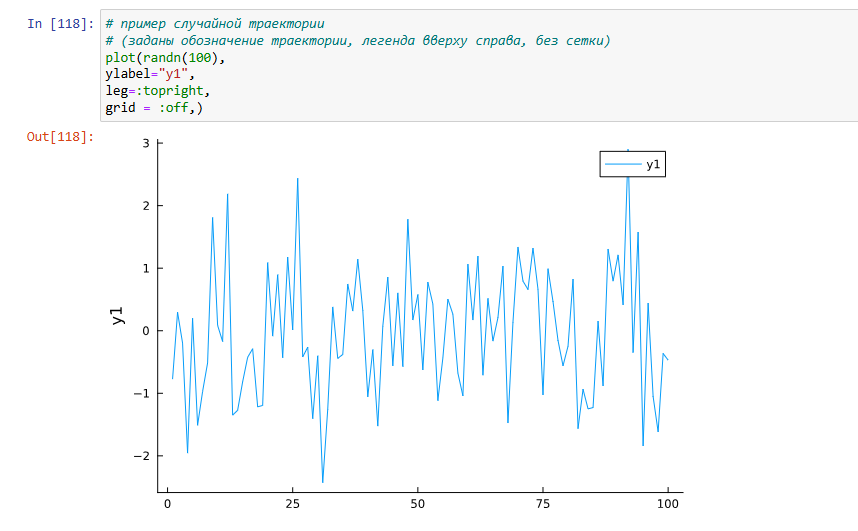 In [118]:
# пример случайной траектории
# (заданы обозначение траектории, легенда вверху справа, без сетки)
plot(randn(100),
ylabel="y1",
leg=:topright,
grid = :off,)
Out[118]:
3
y1
2
1
0
y1
−1
−2
0 25 50 75 100